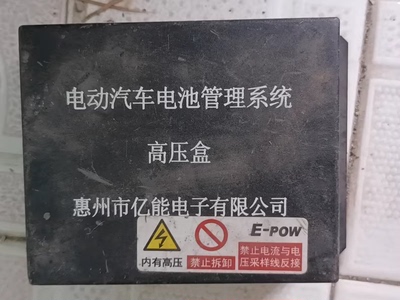 电动汽车电池管理系统
高压盒
惠州市亿能电子有限公司
内有高压
禁止拆卸
E-POW
禁止电流与电
压采样线反接